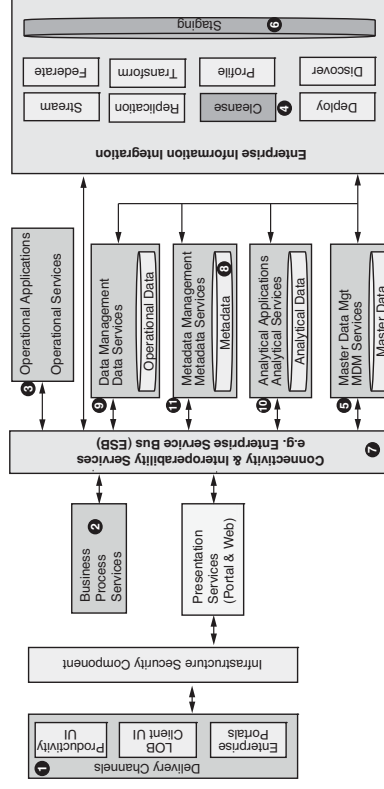 1
Delivery Channels
Productivity
UI
LOB
Client UI
Enterprise
Portals
Infrastructure Security Component
Business
Process
Services
2
Presentation
Services
(Portal & Web)
Connectivity & Interoperability Services
e.g. Enterprise Service Bus (ESB)
7
3
Operational Applications
Operational Services
9
Data Management
Data Services
Operational Data
11
Metadata Management
Metadata Services
Metadata
8
10
Analytical Applications
Analytical Services
Analytical Data
5
Master Data Mgt
MDM Services
Master Data
Enterprise Information Integration
Stream
Replication
Cleanse
4
Deploy
Federate
Transform
Profile
Discover
Staging
6